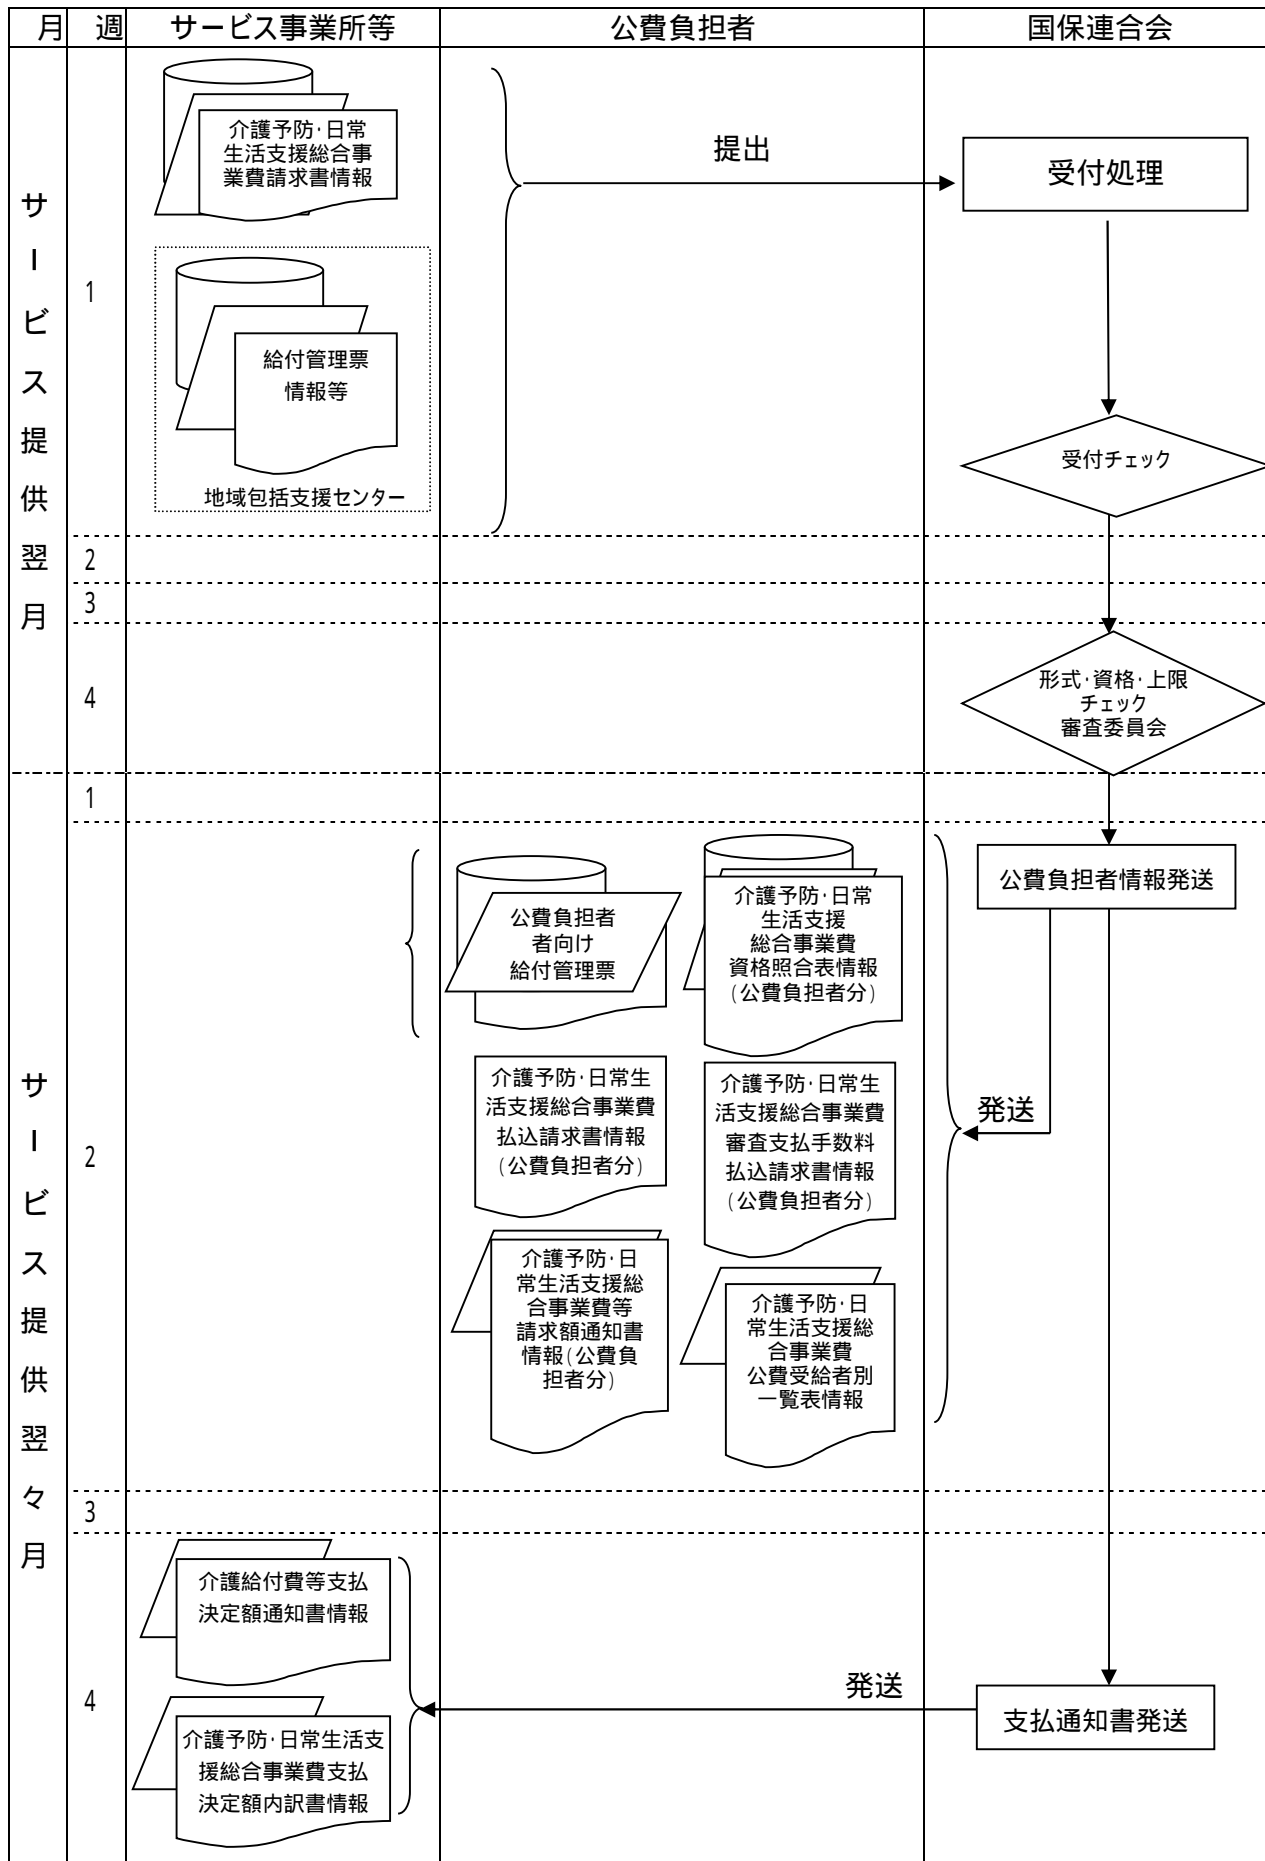 月 週 サービス事業所等 公費負担者 国保連合会
サービス提供翌月
1
介護予防・日常
生活支援総合事
業費請求書情報
提出
受付処理
給付管理票
情報等
地域包括支援センター
受付チェック
2
3
4
形式・資格・上限
チェック
審査委員会
サービス提供翌々月
1
2
公費負担者
者向け
給付管理票
介護予防・日常
生活支援
総合事業費
資格照合表情報
(公費負担者分)
公費負担者情報発送
介護予防・日常生
活支援総合事業費
払込請求書情報
(公費負担者分)
介護予防・日常生
活支援総合事業費
審査支払手数料
払込請求書情報
(公費負担者分)
発送
介護予防・日
常生活支援総
合事業費等
請求額通知書
情報(公費負
担者分)
介護予防・日
常生活支援総
合事業費
公費受給者別
一覧表情報
3
4
介護給付費等支払
決定額通知書情報
発送
支払通知書発送
介護予防・日常生活支
援総合事業費支払
決定額内訳書情報